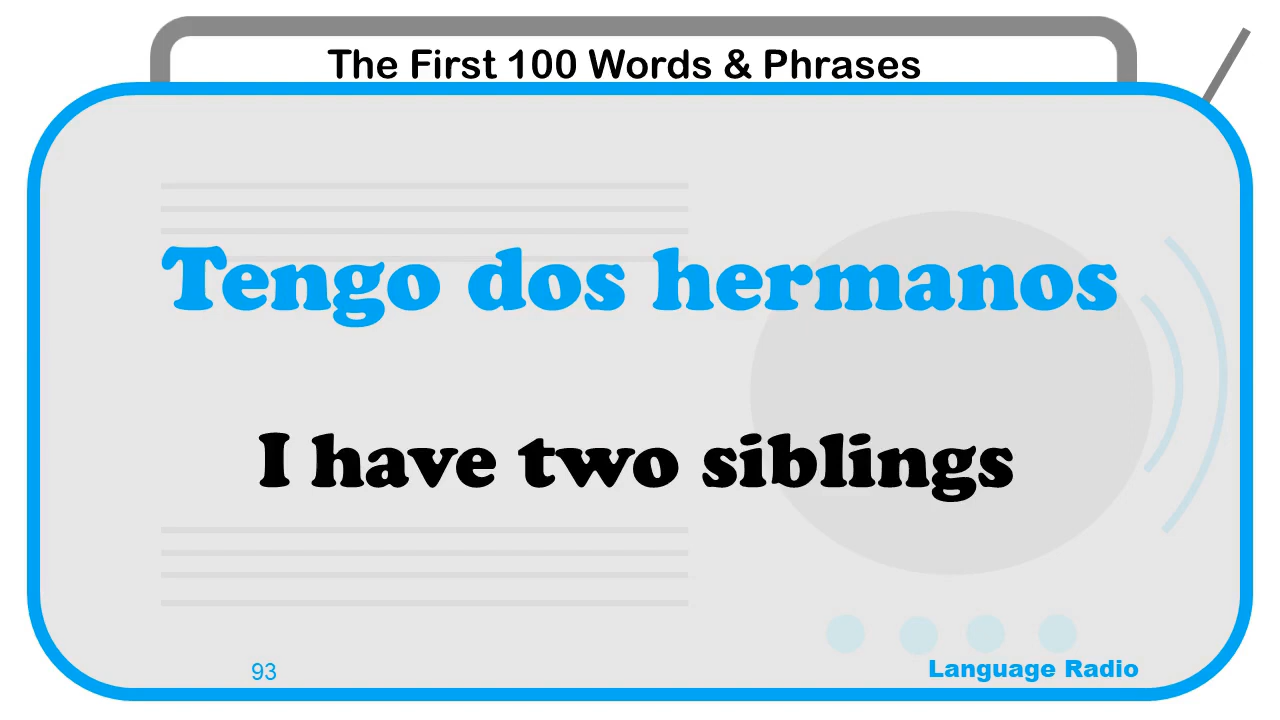 The First 100 Words & Phrases
Tengo dos hermanos
I have two siblings
93
Language Radio